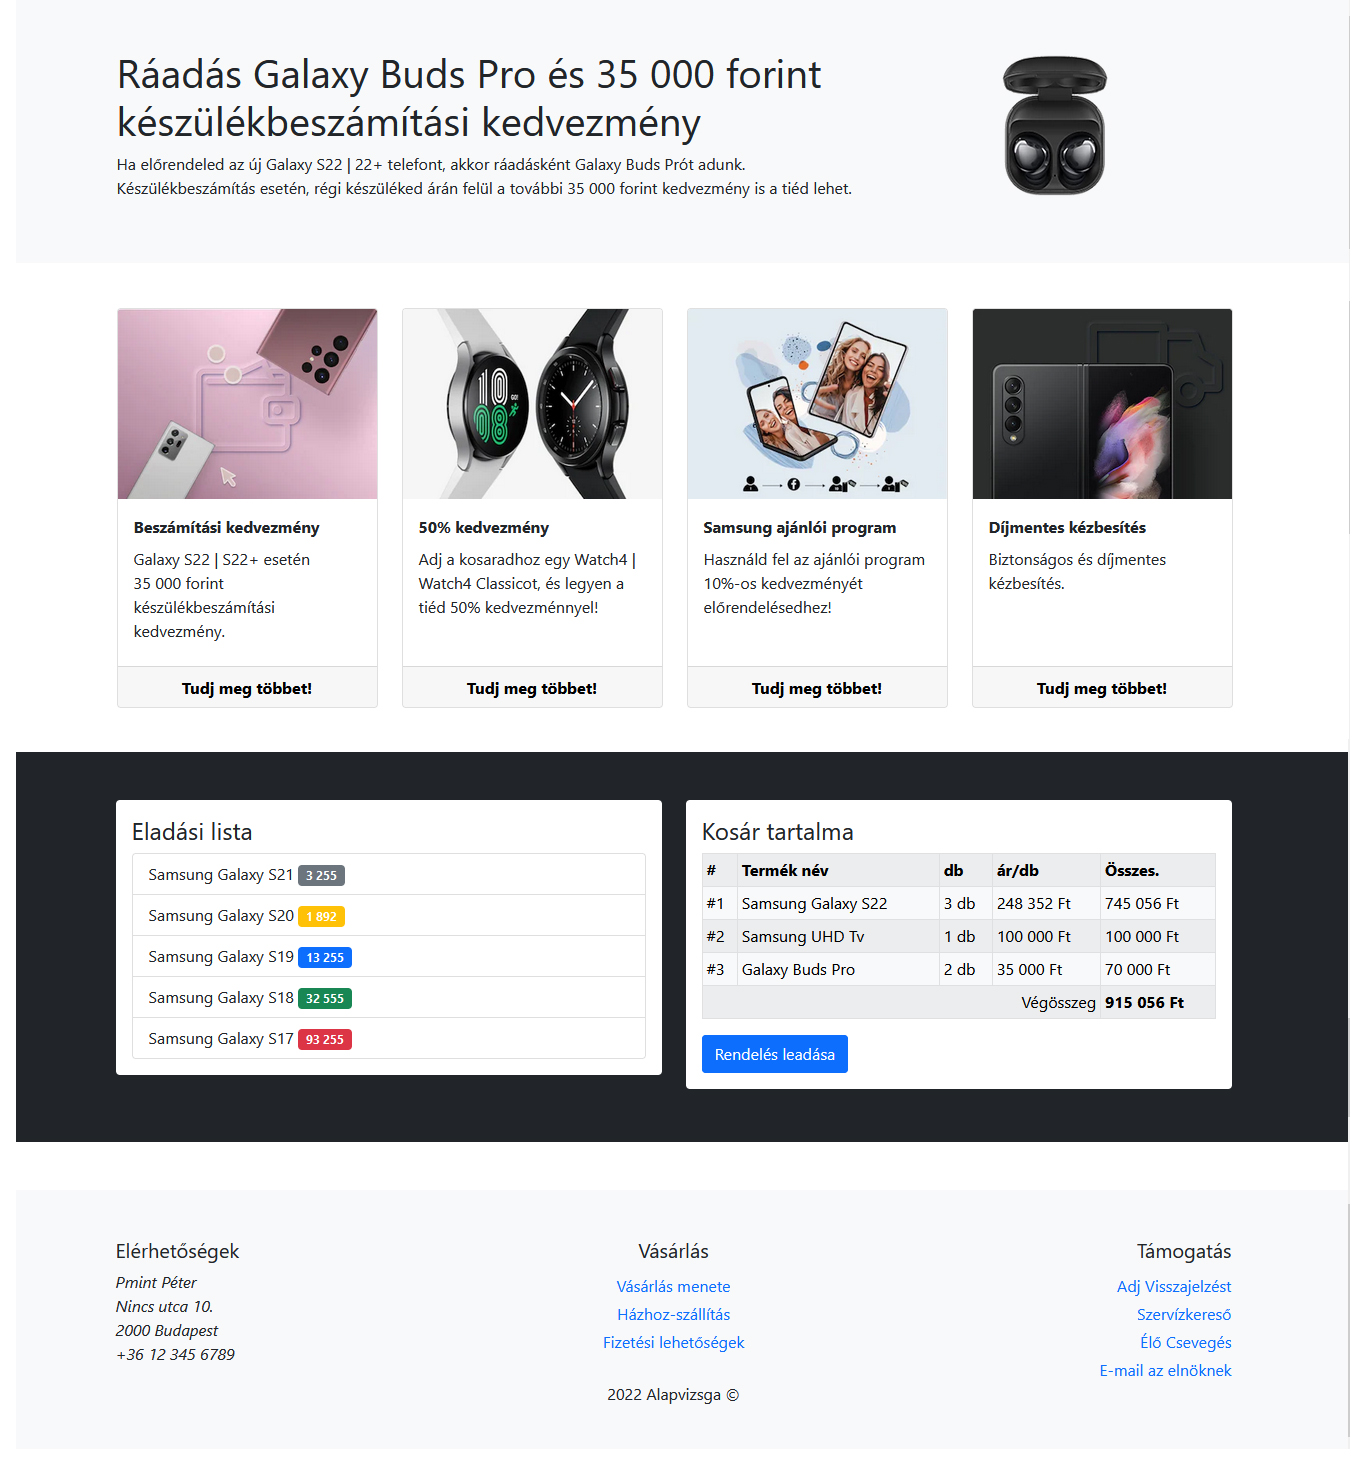 Ráadás Galaxy Buds Pro és 35 000 forint
készülékbeszámítási kedvezmény
Ha előrendeled az új Galaxy S22 | 22+ telefont, akkor ráadásként Galaxy Buds Prót adunk.
Készülékbeszámítás esetén, régi készüléked árán felül a további 35 000 forint kedvezmény is a tiéd lehet.
10
08
GO!
Beszámítási kedvezmény
Galaxy S22 | S22+ esetén
35 000 forint
készülékbeszámítási
kedvezmény.
Tudj meg többet!
50% kedvezmény
Adj a kosaradhoz egy Watch4 |
Watch4 Classicot, és legyen a
tiéd 50% kedvezménnyel!
Tudj meg többet!
Samsung ajánlói program
Használd fel az ajánlói program
10%-os kedvezményét
előrendelésedhez!
Tudj meg többet!
Díjmentes kézbesítés
Biztonságos és díjmentes
kézbesítés.
Tudj meg többet!
Eladási lista
Samsung Galaxy S21 3 255
Samsung Galaxy S20 1 892
Samsung Galaxy S19 13 255
Samsung Galaxy S18 32 555
Samsung Galaxy S17 93 255
Kosár tartalma
# Termék név db ár/db Összes.
#1 Samsung Galaxy S22 3 db 248 352 Ft 745 056 Ft
#2 Samsung UHD Tv 1 db 100 000 Ft 100 000 Ft
#3 Galaxy Buds Pro 2 db 35 000 Ft 70 000 Ft
Végösszeg 915 056 Ft
Rendelés leadása
Elérhetőségek
Pmint Péter
Nincs utca 10.
2000 Budapest
+36 12 345 6789
Vásárlás
Vásárlás menete
Házhoz-szállítás
Fizetési lehetőségek
Támogatás
Adj Visszajelzést
Szervízkereső
Élő Csevegés
E-mail az elnöknek
2022 Alapvizsga ©